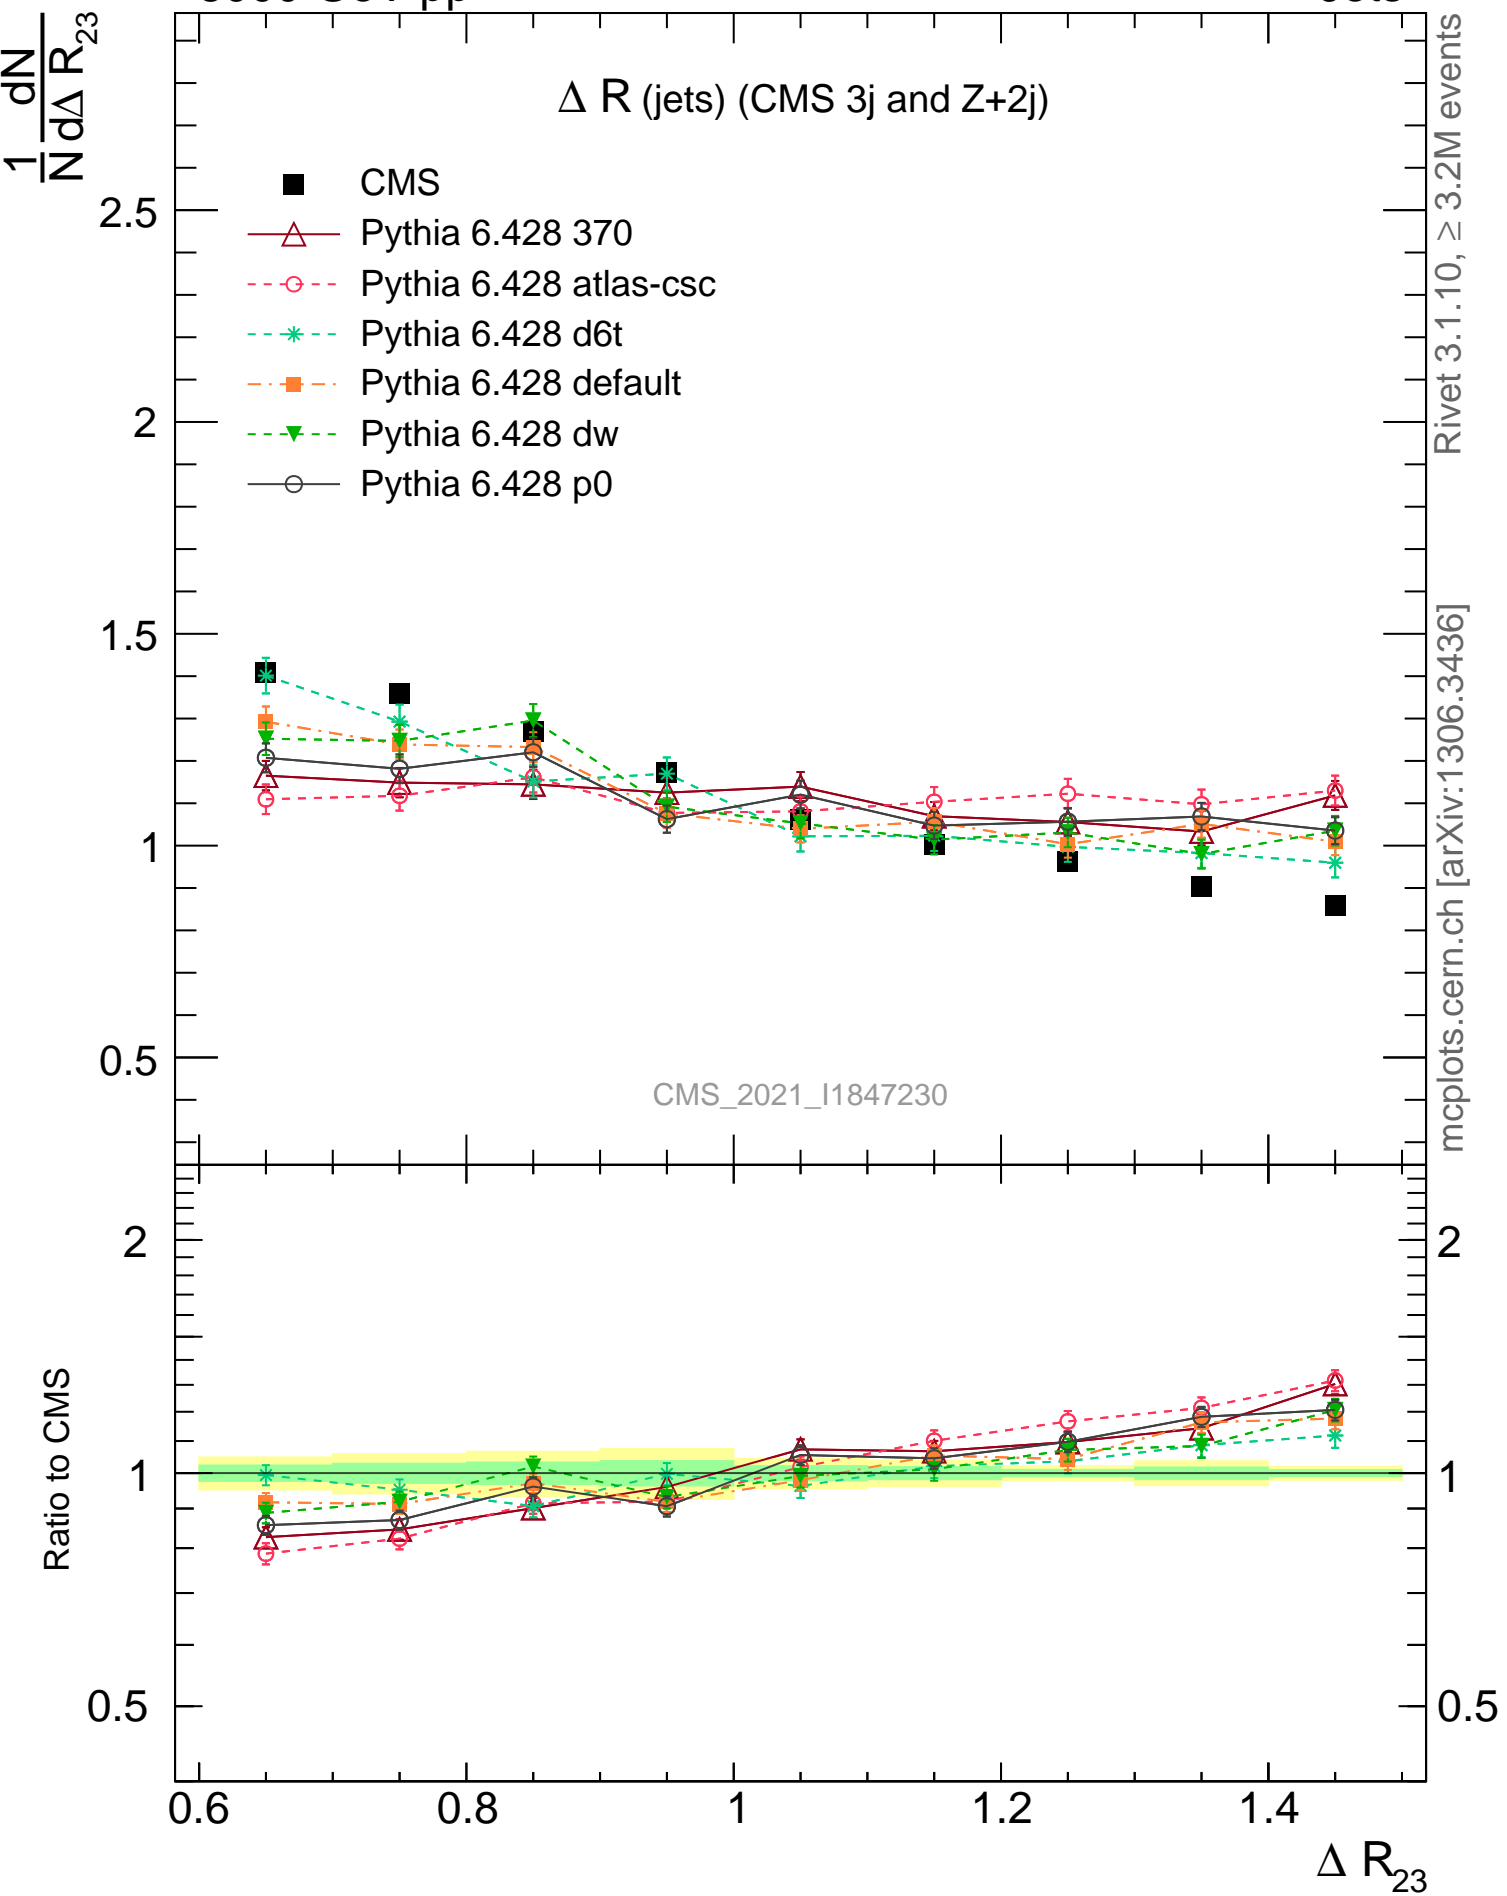 1 dN
N dΔ R23
Δ R (jets) (CMS 3j and Z+2j)
CMS
Pythia 6.428 370
Pythia 6.428 atlas-csc
Pythia 6.428 d6t
Pythia 6.428 default
Pythia 6.428 dw
Pythia 6.428 p0
2.5
2
1.5
1
0.5
CMS_2021_I1847230
Rivet 3.1.10, ≥ 3.2M events
mcplots.cern.ch [arXiv:1306.3436]
Ratio to CMS
2
1
0.5
2
1
0.5
0.6 0.8 1 1.2 1.4
Δ R23